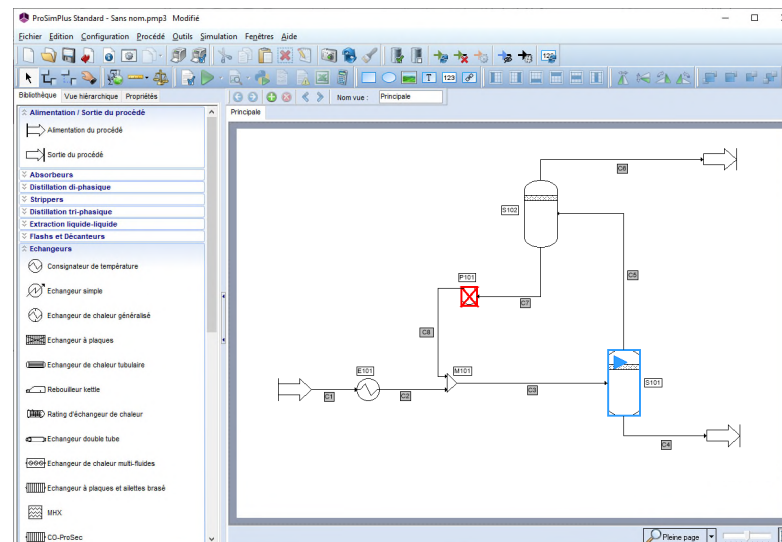 ProSimPlus Standard - Sans nom.pmp3 Modifié
Fichier Edition Configuration Procédé Outils Simulation Fenêtres Aide
T 123
Bibliothèque Vue hiérarchique Propriétés
Nom vue : Principale
Principale
Alimentation / Sortie du procédé
Alimentation du procédé
Sortie du procédé
Absorbeurs
Distillation di-phasique
Strippers
Distillation tri-phasique
Extraction liquide-liquide
Flashs et Décanteurs
Echangeurs
Consignateur de température
Echangeur simple
Echangeur de chaleur généralisé
Echangeur à plaques
Echangeur de chaleur tubulaire
Rebouilleur kettle
Rating d'échangeur de chaleur
Echangeur double tube
Echangeur de chaleur multi-fluides
Echangeur à plaques et ailettes brasé
MHX
CO-ProSec
C6
S102
C5
P101
C7
C8
E101
M101
C1
C2
C3
S101
C4
Pleine page